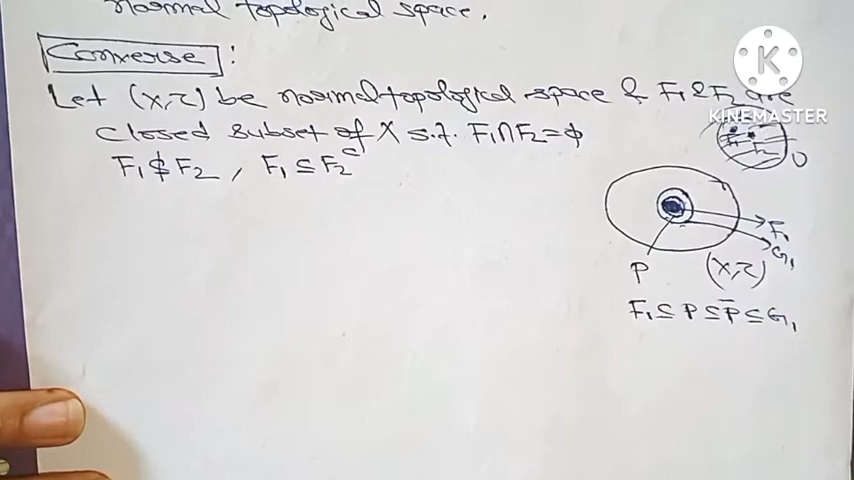 normal topological space.
Converse :
Let (X,τ) be normal topological space & F₁ & F₂ are
closed subset of X s.t. F₁∩F₂=ϕ
F₁⊄F₂ , F₁⊆F₂ᶜ
K
KINEMASTER
U
F₁
G₁
P
(X,τ)
F₁⊆P⊆P̄⊆G₁